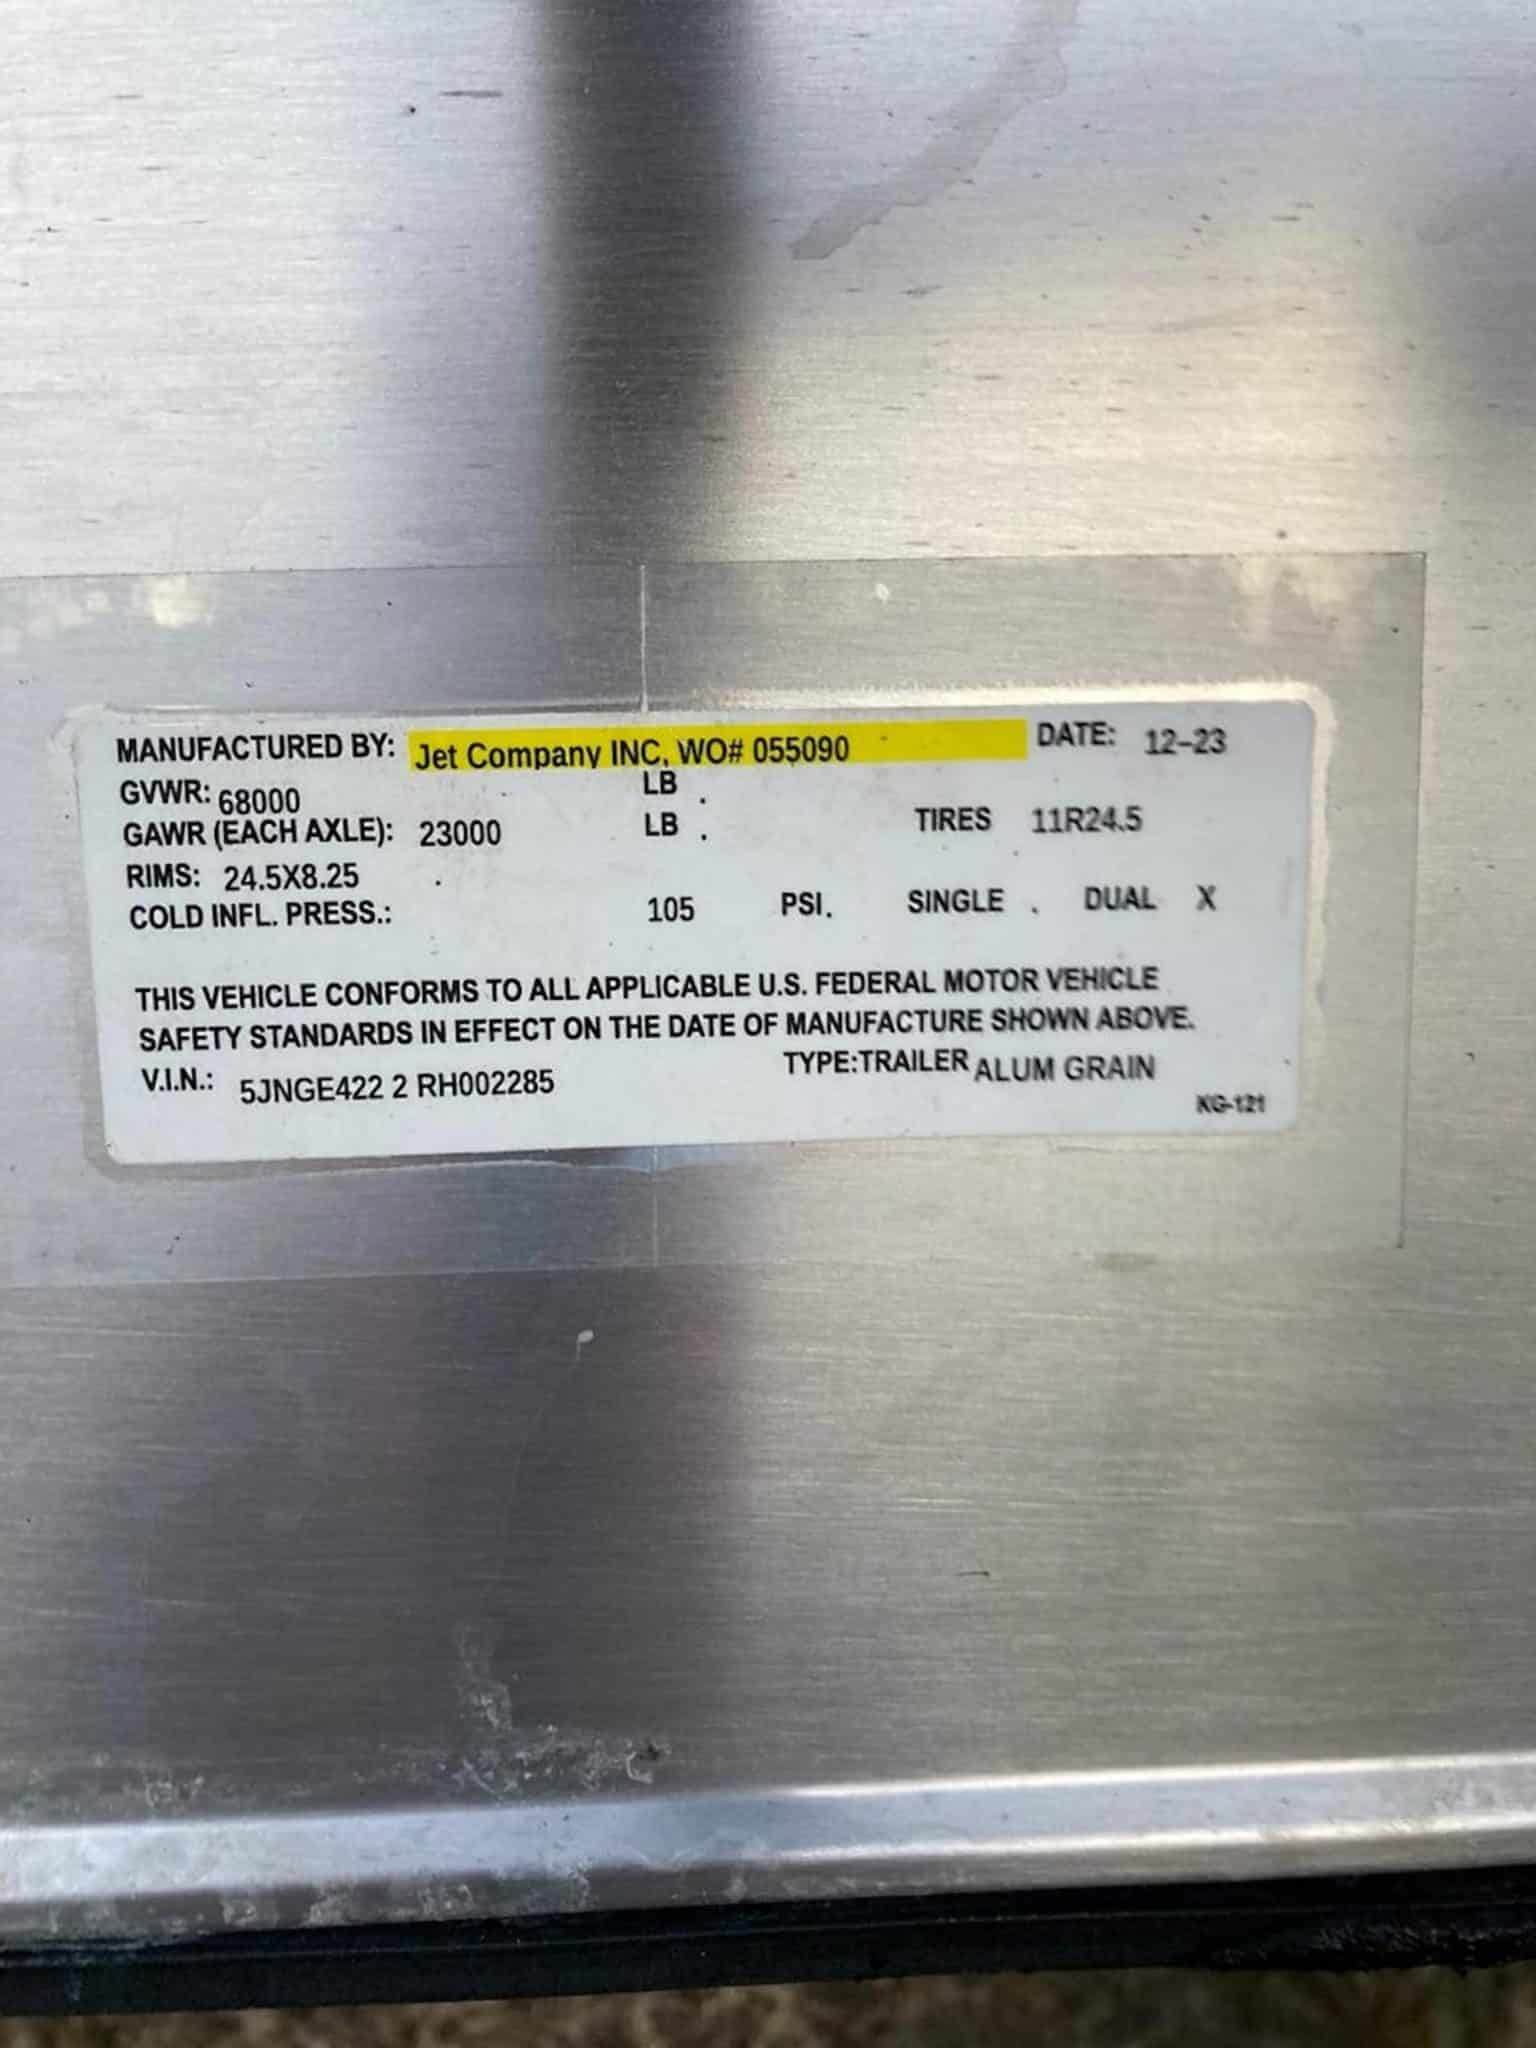 MANUFACTURED BY: Jet Company INC, WO# 055090 DATE: 12-23
GVWR: 68000 LB .
GAWR (EACH AXLE): 23000 LB . TIRES 11R24.5
RIMS: 24.5X8.25 .
COLD INFL. PRESS.: 105 PSI. SINGLE . DUAL X
THIS VEHICLE CONFORMS TO ALL APPLICABLE U.S. FEDERAL MOTOR VEHICLE
SAFETY STANDARDS IN EFFECT ON THE DATE OF MANUFACTURE SHOWN ABOVE.
V.I.N.: 5JNGE422 2 RH002285 TYPE:TRAILER ALUM GRAIN
KG-121